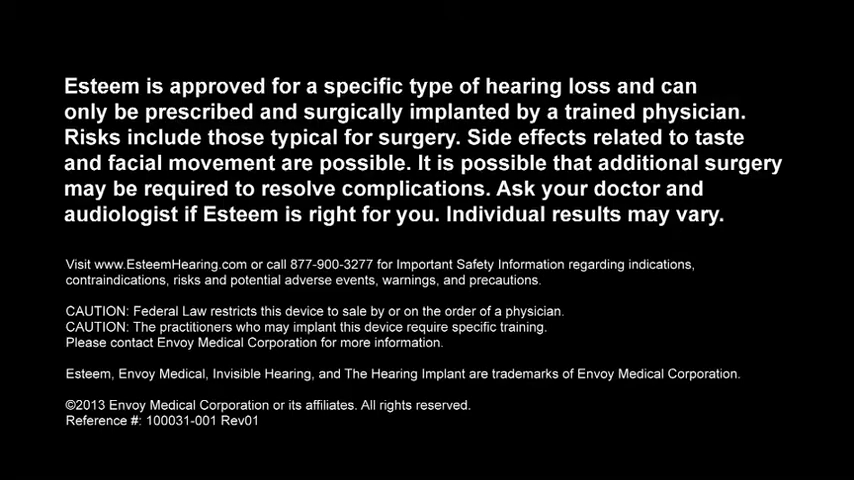 Esteem is approved for a specific type of hearing loss and can
only be prescribed and surgically implanted by a trained physician.
Risks include those typical for surgery. Side effects related to taste
and facial movement are possible. It is possible that additional surgery
may be required to resolve complications. Ask your doctor and
audiologist if Esteem is right for you. Individual results may vary.
Visit www.EsteemHearing.com or call 877-900-3277 for Important Safety Information regarding indications,
contraindications, risks and potential adverse events, warnings, and precautions.
CAUTION: Federal Law restricts this device to sale by or on the order of a physician.
CAUTION: The practitioners who may implant this device require specific training.
Please contact Envoy Medical Corporation for more information.
Esteem, Envoy Medical, Invisible Hearing, and The Hearing Implant are trademarks of Envoy Medical Corporation.
©2013 Envoy Medical Corporation or its affiliates. All rights reserved.
Reference #: 100031-001 Rev01